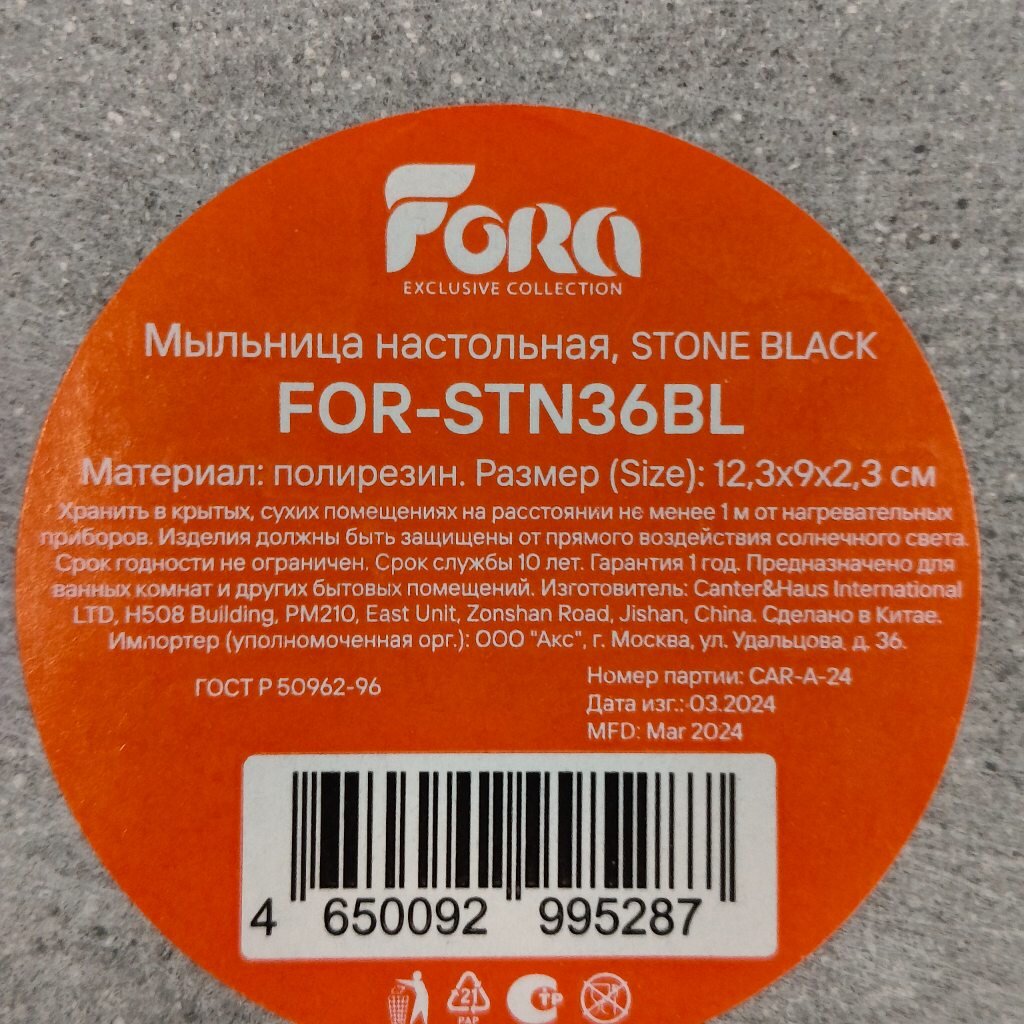 Fora
EXCLUSIVE COLLECTION
Мыльница настольная, STONE BLACK
FOR-STN36BL
Материал: полирезин. Размер (Size): 12,3x9x2,3 см
Хранить в крытых, сухих помещениях на расстоянии не менее 1 м от нагревательных
приборов. Изделия должны быть защищены от прямого воздействия солнечного света.
Срок годности не ограничен. Срок службы 10 лет. Гарантия 1 год. Предназначено для
ванных комнат и других бытовых помещений. Изготовитель: Canter&Haus International
LTD, H508 Building, PM210, East Unit, Zonshan Road, Jishan, China. Сделано в Китае.
Импортер (уполномоченная орг.): ООО "Акс", г. Москва, ул. Удальцова, д. 36.
ГОСТ Р 50962-96
Номер партии: CAR-A-24
Дата изг.: 03.2024
MFD: Mar 2024
4 650092 995287
21
PAP
СТР